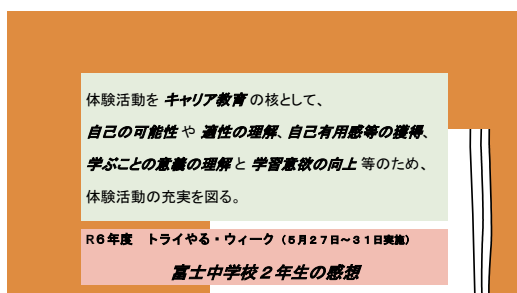 体験活動を キャリア教育 の核として、
自己の可能性 や 適性の理解、自己有用感等の獲得、
学ぶことの意義の理解 と 学習意欲の向上 等のため、
体験活動の充実を図る。
R６年度　トライやる・ウィーク（５月２７日～３１日実施）
富士中学校２年生の感想